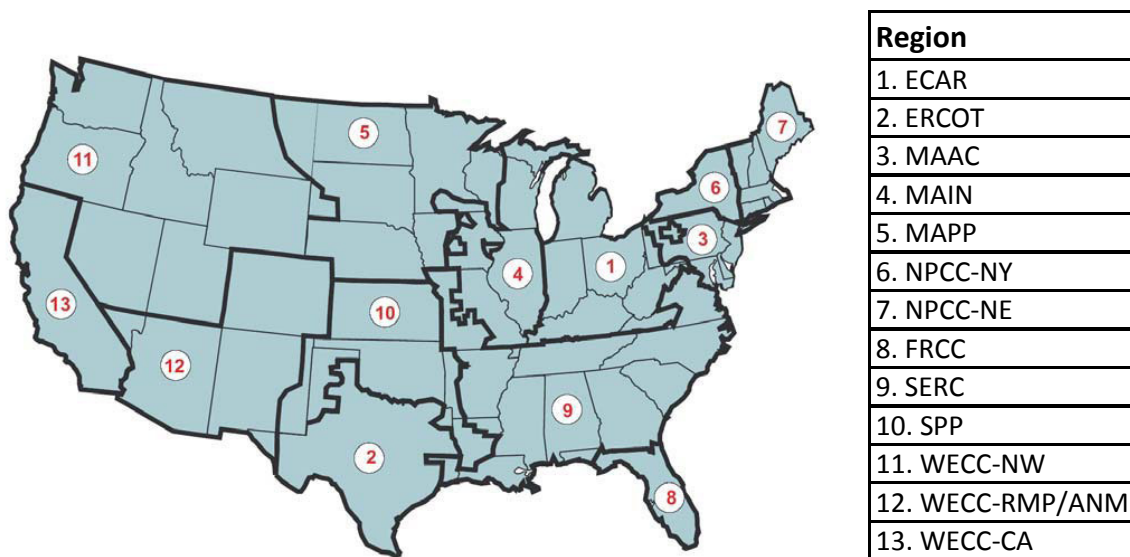 5
7
11
6
3
1
4
13
10
12
9
2
8
Region
1. ECAR
2. ERCOT
3. MAAC
4. MAIN
5. MAPP
6. NPCC-NY
7. NPCC-NE
8. FRCC
9. SERC
10. SPP
11. WECC-NW
12. WECC-RMP/ANM
13. WECC-CA